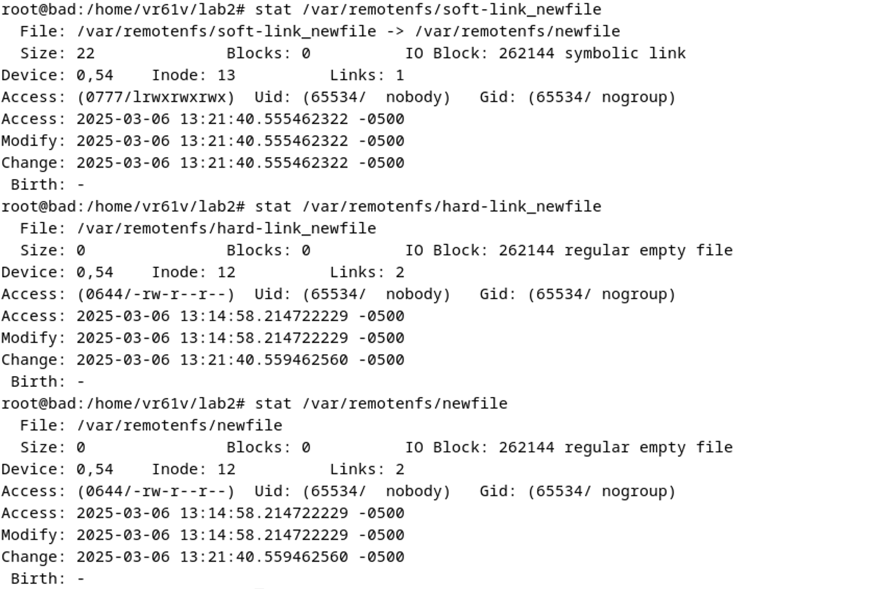 root@bad:/home/vr61v/lab2# stat /var/remotenfs/soft-link_newfile
  File: /var/remotenfs/soft-link_newfile -> /var/remotenfs/newfile
  Size: 22              Blocks: 0          IO Block: 262144 symbolic link
Device: 0,54    Inode: 13          Links: 1
Access: (0777/lrwxrwxrwx)  Uid: (65534/  nobody)   Gid: (65534/ nogroup)
Access: 2025-03-06 13:21:40.555462322 -0500
Modify: 2025-03-06 13:21:40.555462322 -0500
Change: 2025-03-06 13:21:40.555462322 -0500
 Birth: -
root@bad:/home/vr61v/lab2# stat /var/remotenfs/hard-link_newfile
  File: /var/remotenfs/hard-link_newfile
  Size: 0               Blocks: 0          IO Block: 262144 regular empty file
Device: 0,54    Inode: 12          Links: 2
Access: (0644/-rw-r--r--)  Uid: (65534/  nobody)   Gid: (65534/ nogroup)
Access: 2025-03-06 13:14:58.214722229 -0500
Modify: 2025-03-06 13:14:58.214722229 -0500
Change: 2025-03-06 13:21:40.559462560 -0500
 Birth: -
root@bad:/home/vr61v/lab2# stat /var/remotenfs/newfile
  File: /var/remotenfs/newfile
  Size: 0               Blocks: 0          IO Block: 262144 regular empty file
Device: 0,54    Inode: 12          Links: 2
Access: (0644/-rw-r--r--)  Uid: (65534/  nobody)   Gid: (65534/ nogroup)
Access: 2025-03-06 13:14:58.214722229 -0500
Modify: 2025-03-06 13:14:58.214722229 -0500
Change: 2025-03-06 13:21:40.559462560 -0500
 Birth: -